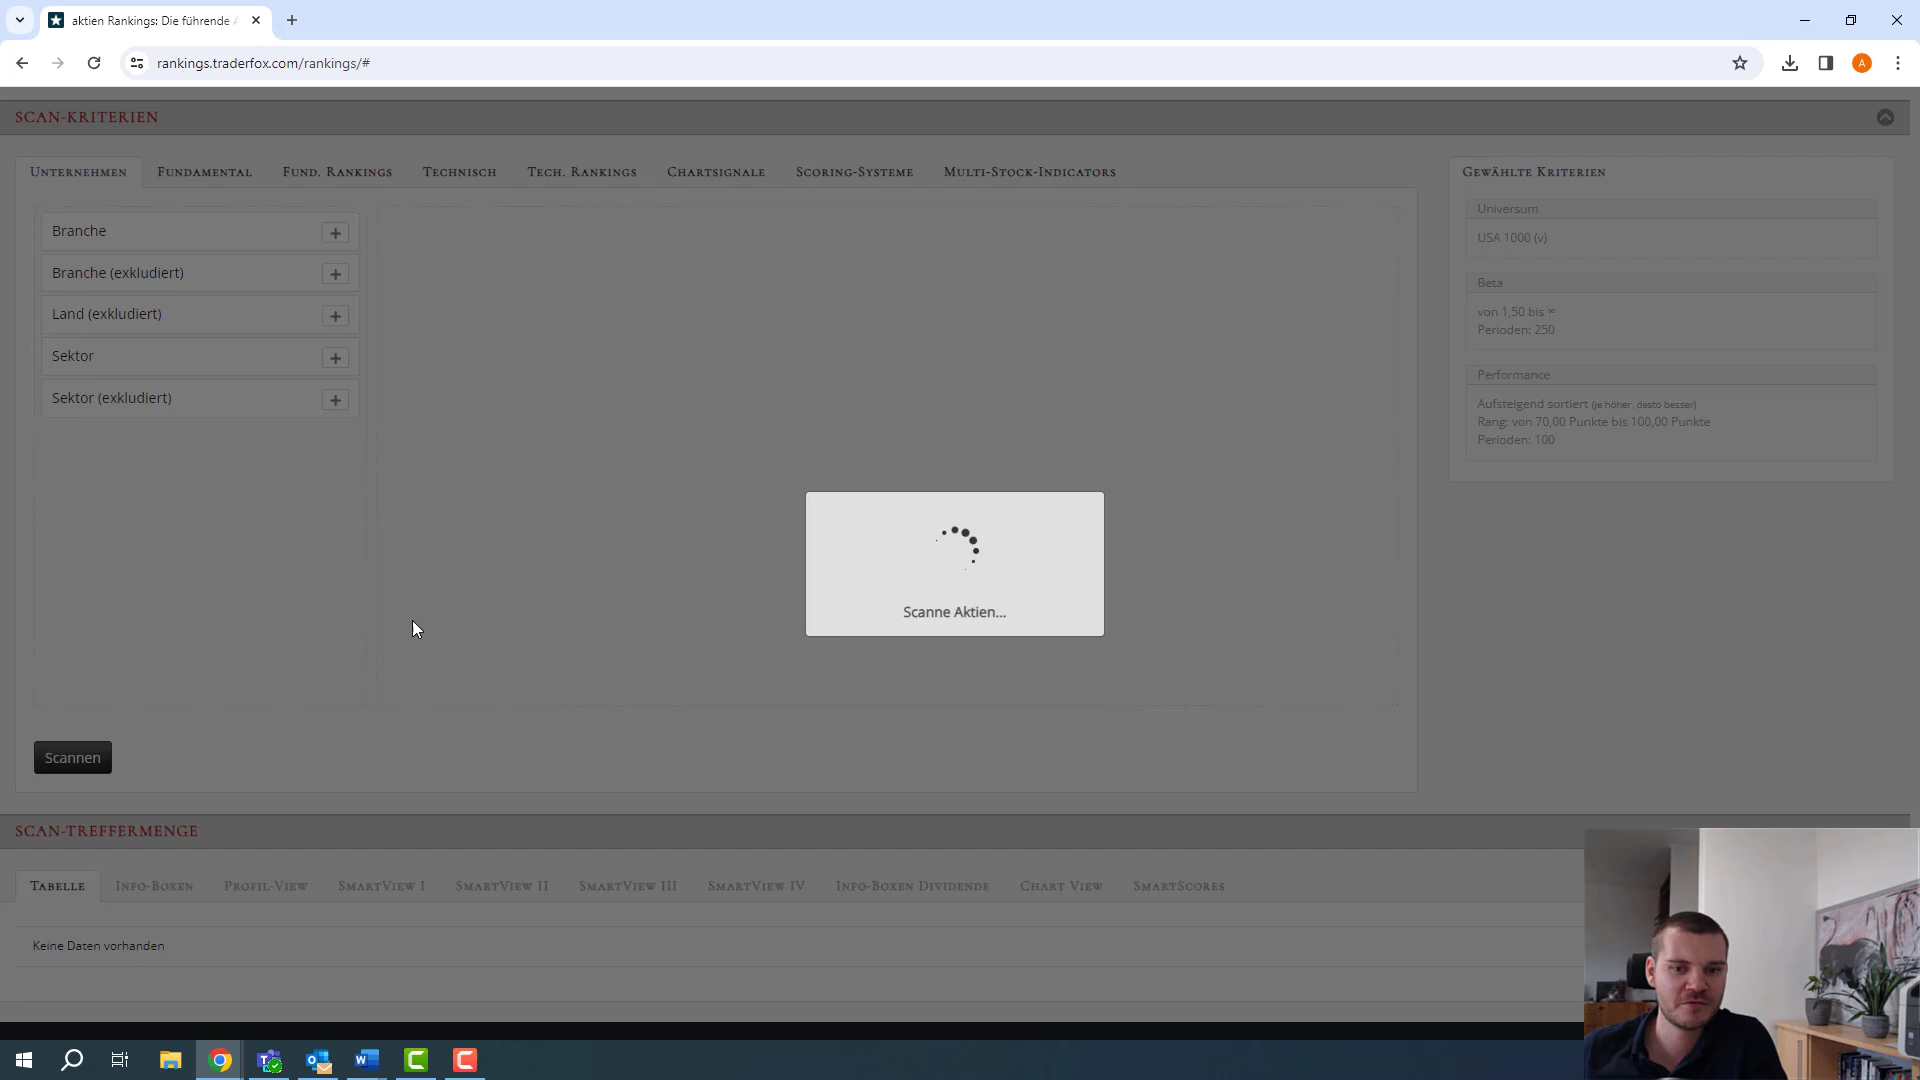 aktien Rankings: Die führende A
rankings.traderfox.com/rankings/#
A
SCAN-KRITERIEN
Unternehmen Fundamental Fund. Rankings Technisch Tech. Rankings Chartsignale Scoring-Systeme Multi-Stock-Indicators
Branche
Branche (exkludiert)
Land (exkludiert)
Sektor
Sektor (exkludiert)
Gewählte Kriterien
Universum
USA 1000 (v)
Beta
von 1,50 bis ∞
Perioden: 250
Performance
Aufsteigend sortiert (je höher, desto besser)
Rang: von 70,00 Punkte bis 100,00 Punkte
Perioden: 100
Scanne Aktien...
Scannen
SCAN-TREFFERMENGE
Tabelle Info-Boxen Profil-View SmartView I SmartView II SmartView III SmartView IV Info-Boxen Dividende Chart View SmartScores
Keine Daten vorhanden